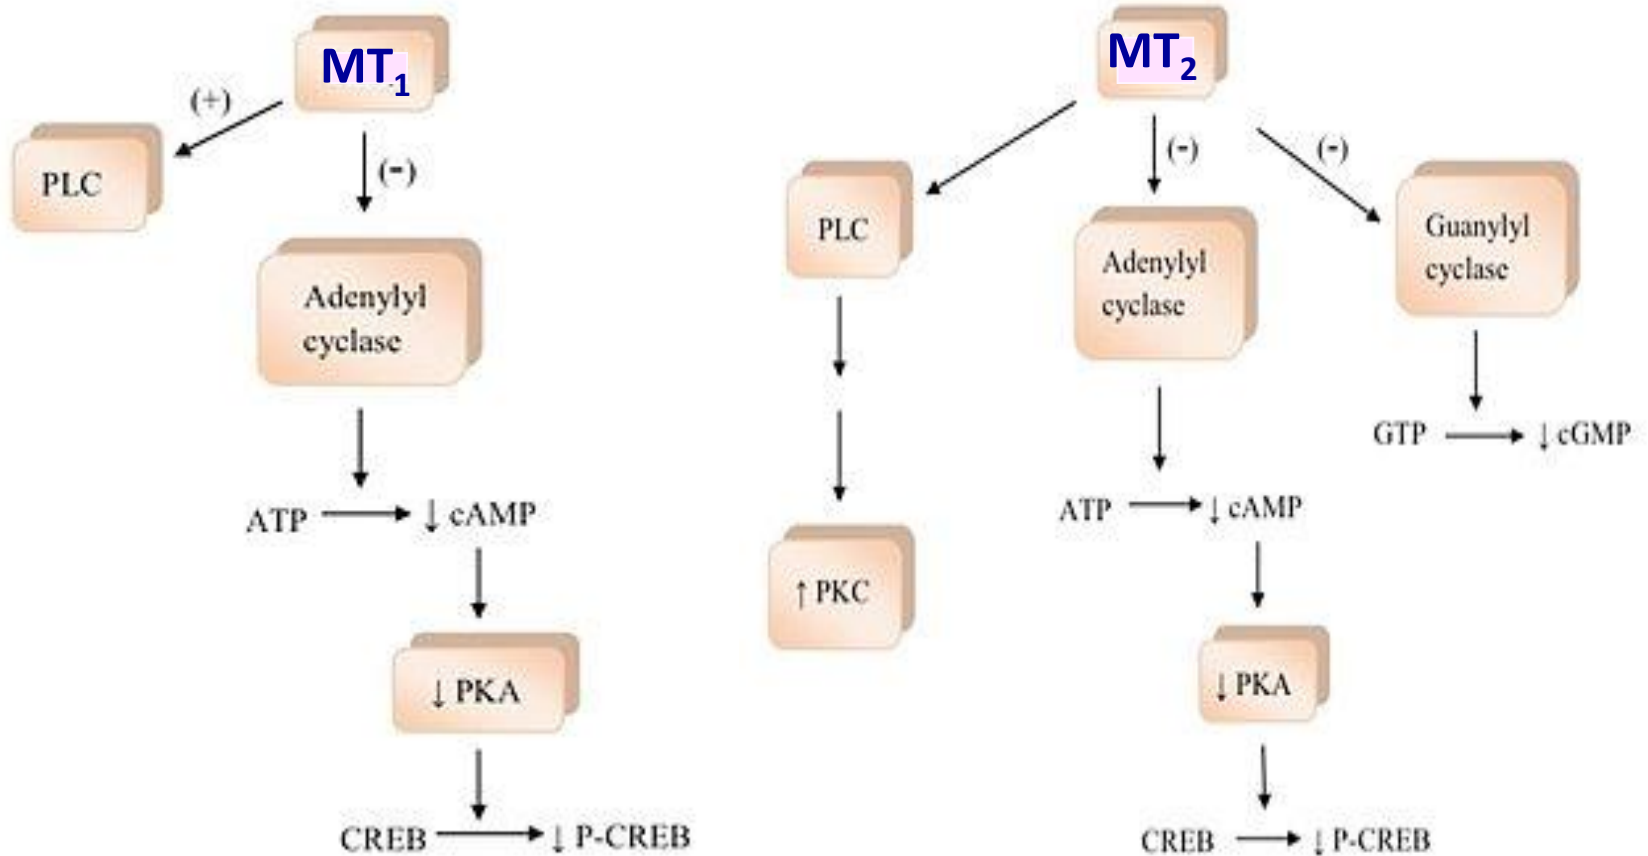 MT1
(+)
PLC
(-)
Adenylyl
cyclase
ATP ↓ cAMP
↓ PKA
CREB ↓ P-CREB
MT2
(-)
(-)
PLC
Adenylyl
cyclase
Guanylyl
cyclase
GTP ↓ cGMP
ATP ↓ cAMP
↑ PKC
↓ PKA
CREB ↓ P-CREB